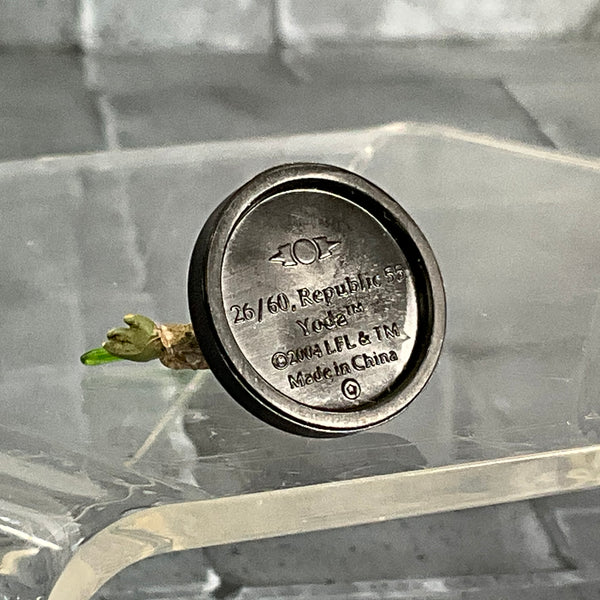 26/60, Republic 55
Yoda™
©2004 LFL & TM
Made in China